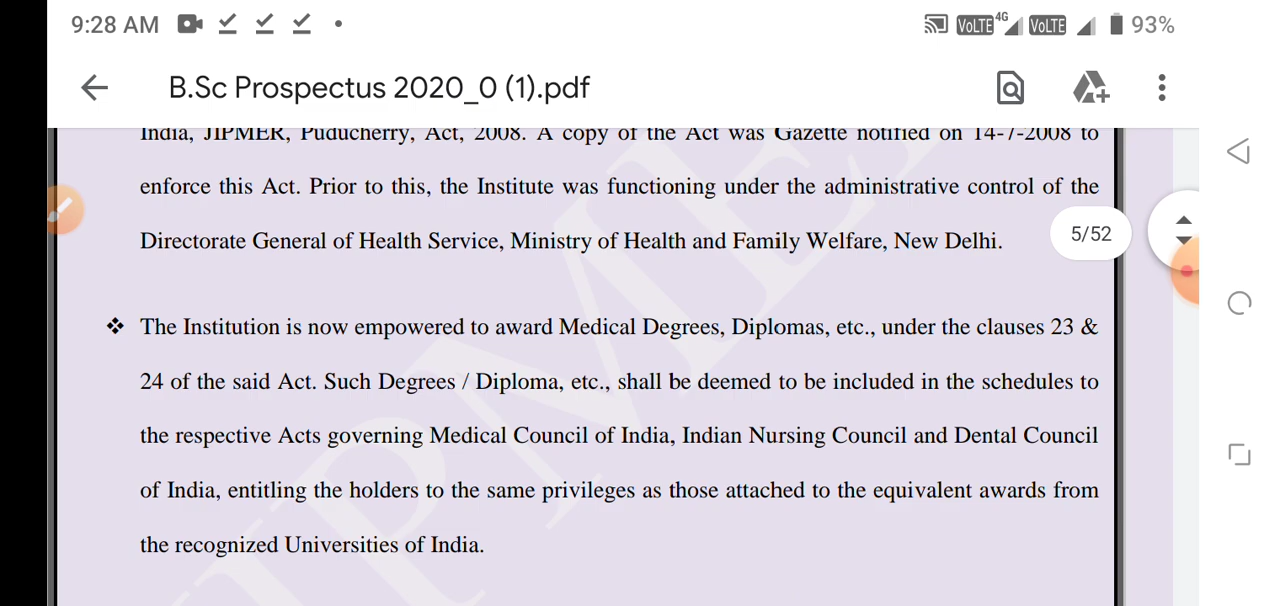 9:28 AM VoLTE 4G VoLTE 93%
B.Sc Prospectus 2020_0 (1).pdf
India, JIPMER, Puducherry, Act, 2008. A copy of the Act was Gazette notified on 14-7-2008 to
enforce this Act. Prior to this, the Institute was functioning under the administrative control of the
Directorate General of Health Service, Ministry of Health and Family Welfare, New Delhi.
5/52
❖ The Institution is now empowered to award Medical Degrees, Diplomas, etc., under the clauses 23 &
24 of the said Act. Such Degrees / Diploma, etc., shall be deemed to be included in the schedules to
the respective Acts governing Medical Council of India, Indian Nursing Council and Dental Council
of India, entitling the holders to the same privileges as those attached to the equivalent awards from
the recognized Universities of India.
JIPMER